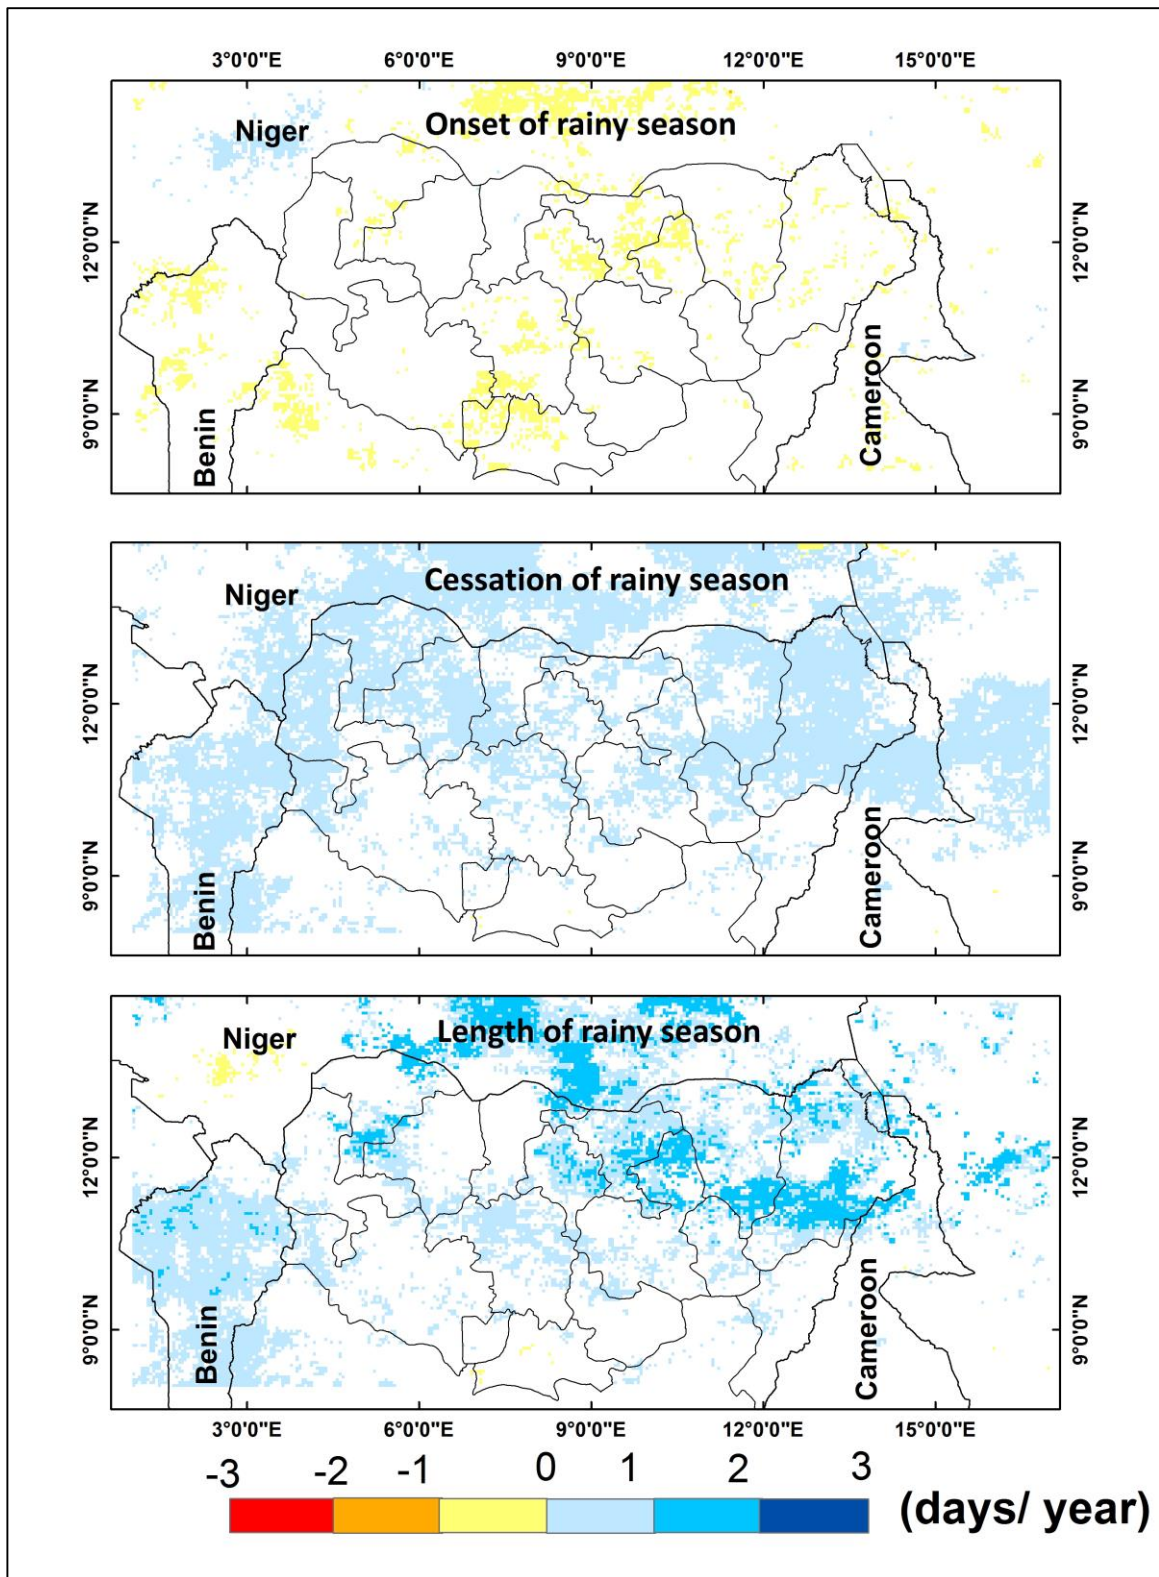 3°0'0"E 6°0'0"E 9°0'0"E 12°0'0"E 15°0'0"E
Niger
Onset of rainy season
12°0'0"N
12°0'0"N
9°0'0"N
9°0'0"N
Benin
Cameroon
Niger
Cessation of rainy season
12°0'0"N
12°0'0"N
9°0'0"N
9°0'0"N
Benin
Cameroon
Niger
Length of rainy season
12°0'0"N
12°0'0"N
9°0'0"N
9°0'0"N
Benin
Cameroon
3°0'0"E 6°0'0"E 9°0'0"E 12°0'0"E 15°0'0"E
-3 -2 -1 0 1 2 3
(days/ year)